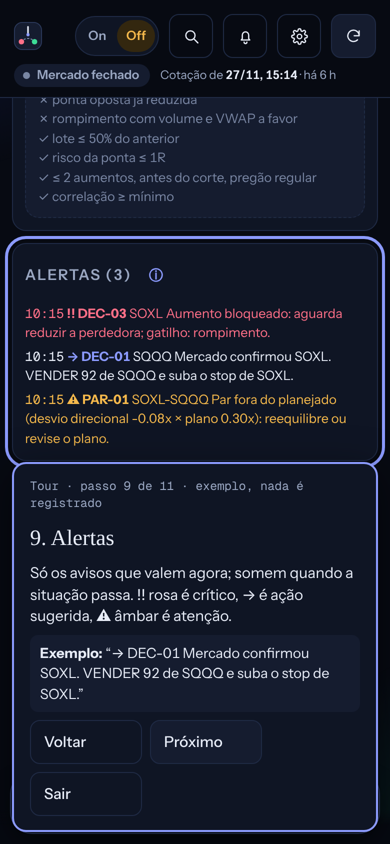 On Off
Mercado fechado Cotação de 27/11, 15:14 · há 6 h
× ponta oposta já reduzida
× rompimento com volume e VWAP a favor
✓ lote ≤ 50% do anterior
✓ risco da ponta ≤ 1R
✓ ≤ 2 aumentos, antes do corte, pregão regular
✓ correlação ≥ mínimo
ALERTAS (3) ⓘ
10:15 !! DEC-03 SOXL Aumento bloqueado: aguarda
reduzir a perdedora; gatilho: rompimento.
10:15 → DEC-01 SQQQ Mercado confirmou SOXL.
VENDER 92 de SQQQ e suba o stop de SOXL.
10:15 ⚠ PAR-01 SOXL-SQQQ Par fora do planejado
(desvio direcional -0.08x × plano 0.30x): reequilibre ou
revise o plano.
Tour · passo 9 de 11 · exemplo, nada é
registrado
9. Alertas
Só os avisos que valem agora; somem quando a
situação passa. !! rosa é crítico, → é ação
sugerida, ⚠ âmbar é atenção.
Exemplo: “→ DEC-01 Mercado confirmou
SOXL. VENDER 92 de SQQQ e suba o stop de
SOXL.”
Voltar Próximo
Sair